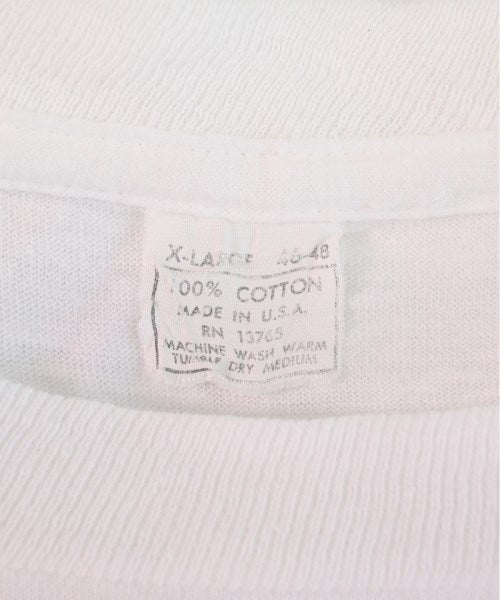 X-LARGE 46-48
100% COTTON
MADE IN U.S.A.
RN 13765
MACHINE WASH WARM
TUMBLE DRY MEDIUM